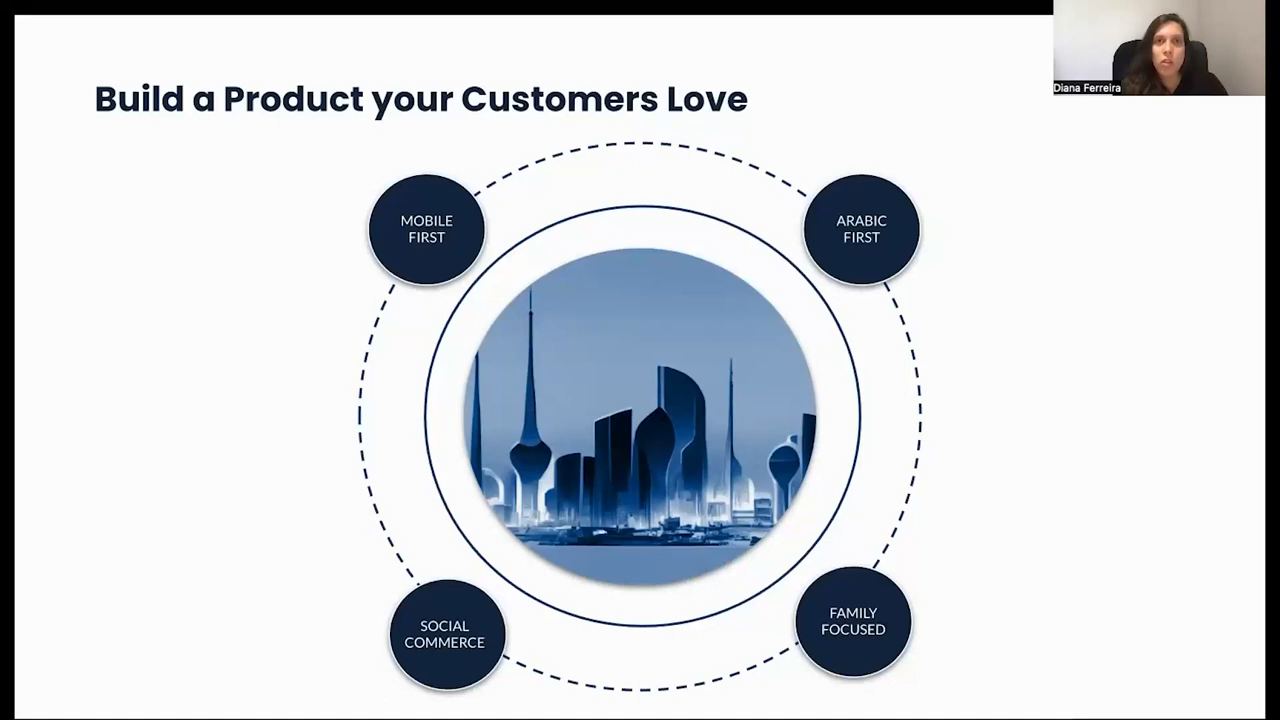 Build a Product your Customers Love
Diana Ferreira
MOBILE
FIRST
ARABIC
FIRST
SOCIAL
COMMERCE
FAMILY
FOCUSED